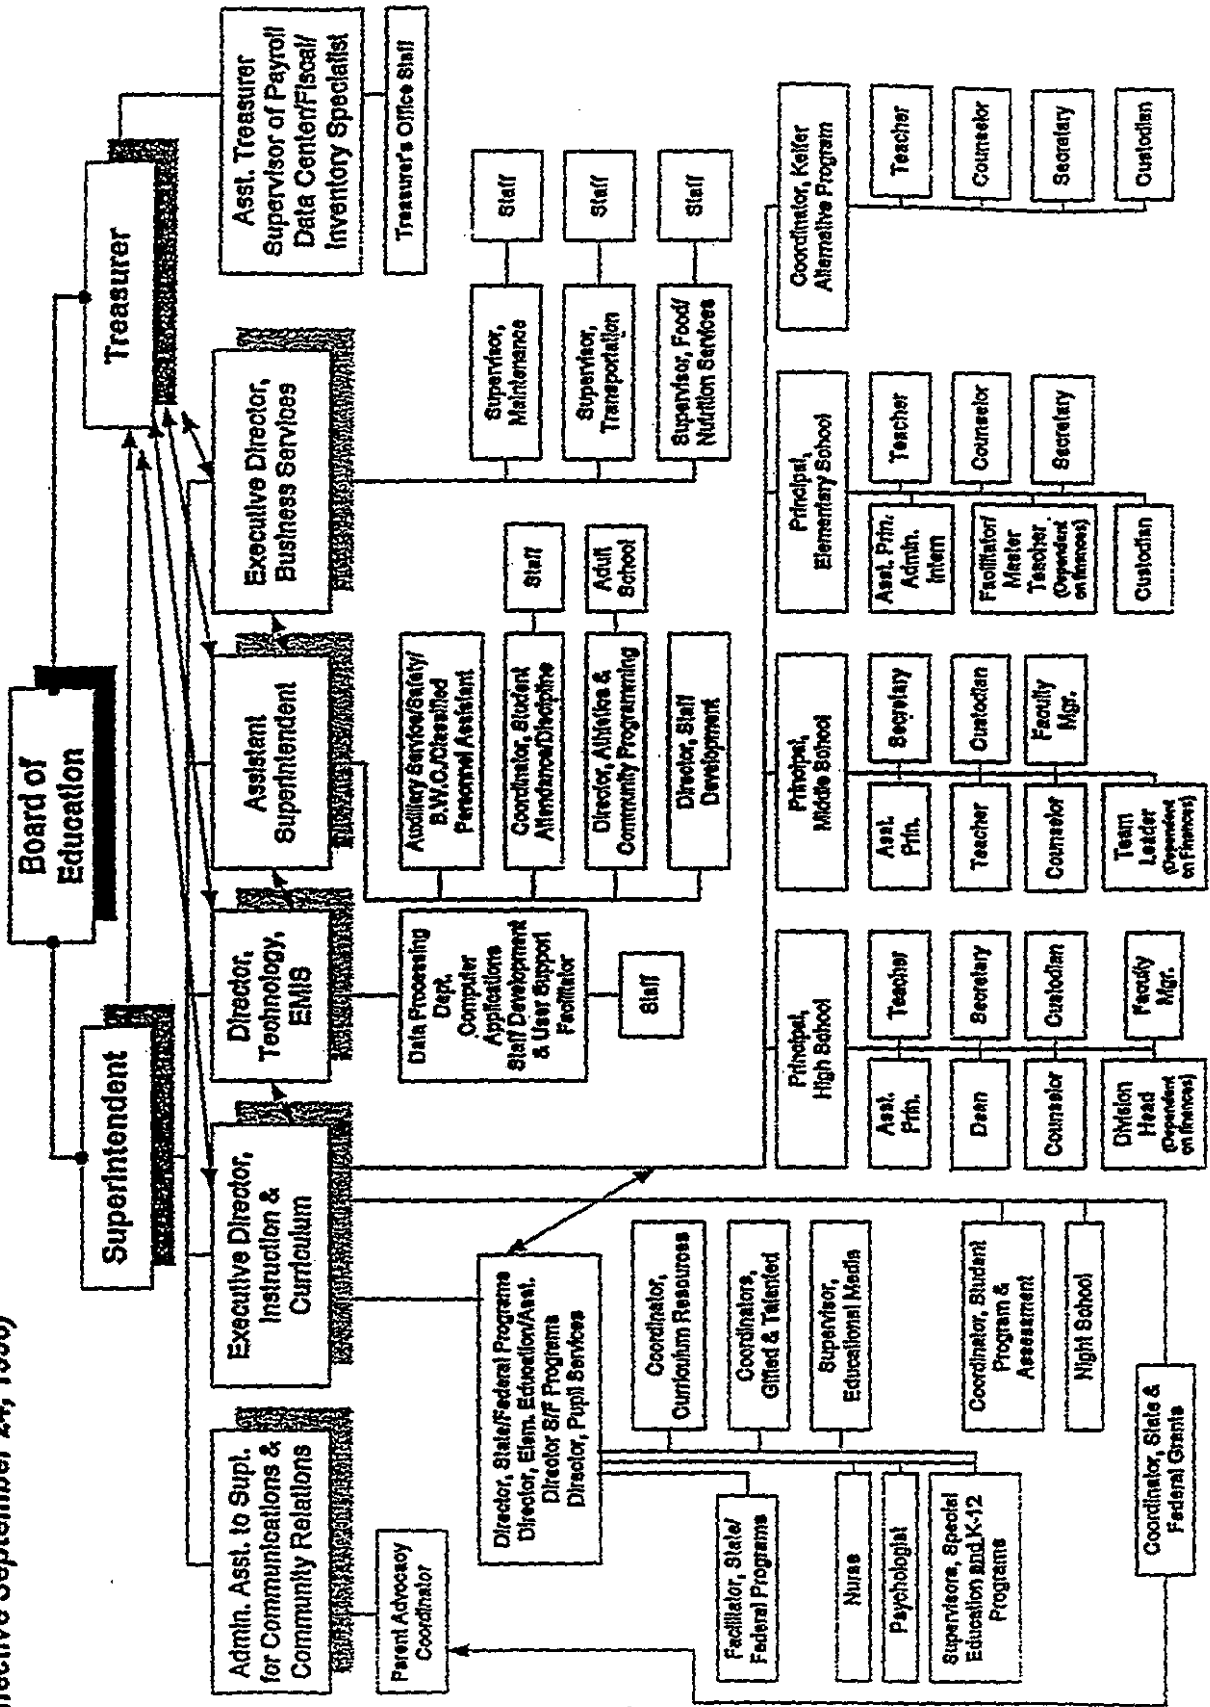 Board of
Education
Superintendent
Treasurer
Admin. Asst. to Supt.
for Communications &
Community Relations
Executive Director,
Instruction &
Curriculum
Director,
Technology,
EMIS
Assistant
Superintendent
Executive Director,
Business Services
Asst. Treasurer
Supervisor of Payroll
Data Center/Fiscal/
Inventory Specialist
Treasurer's Office Staff
Parent Advocacy
Coordinator
Director, State/Federal Programs
Director, Elem. Education/Asst.
Director S/F Programs
Director, Pupil Services
Data Processing
Dept.
Computer
Applications
Staff Development
& User Support
Facilitator
Staff
Auxiliary Service/Safety/
B.W.C./Classified
Personnel Assistant
Coordinator, Student
Attendance/Discipline
Staff
Director, Athletics &
Community Programming
Adult
School
Director, Staff
Development
Supervisor,
Maintenance
Staff
Supervisor,
Transportation
Staff
Supervisor, Food/
Nutrition Services
Staff
Coordinator,
Curriculum Resources
Coordinators,
Gifted & Talented
Supervisor,
Educational Media
Facilitator, State/
Federal Programs
Nurse
Psychologist
Supervisors, Special
Education and K-12
Programs
Coordinator, Student
Program &
Assessment
Night School
Coordinator, State &
Federal Grants
Principal,
High School
Asst.
Prin.
Teacher
Dean
Secretary
Counselor
Custodian
Division
Head
(Dependent
on finances)
Faculty
Mgr.
Principal,
Middle School
Asst.
Prin.
Secretary
Teacher
Custodian
Counselor
Faculty
Mgr.
Team
Leader
(Dependent
on Finances)
Principal,
Elementary School
Asst. Prin.
Admin.
Intern
Teacher
Facilitator/
Master
Teacher
(Dependent
on finances)
Counselor
Secretary
Custodian
Coordinator, Keifer
Alternative Program
Teacher
Counselor
Secretary
Custodian